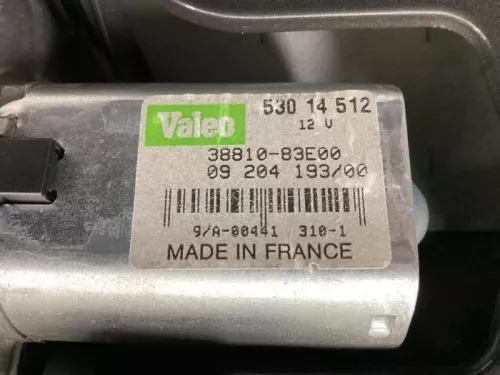 Valeo
530 14 512
12 V
38810-83E00
09 204 193/00
9/A-00441 310-1
MADE IN FRANCE